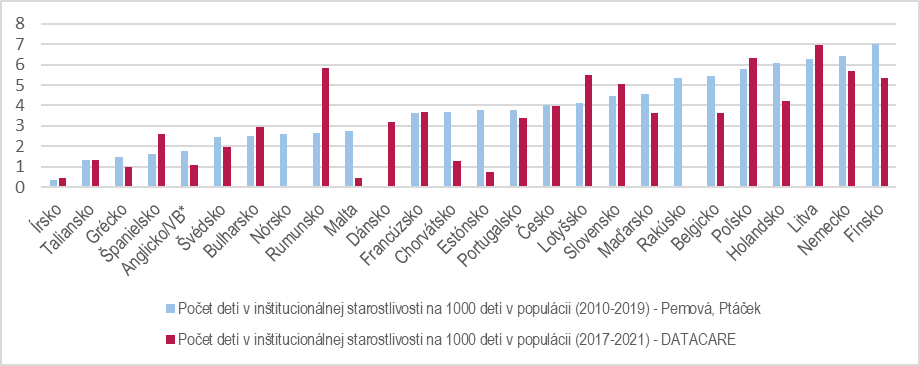 8
7
6
5
4
3
2
1
0
Írsko
Taliansko
Grécko
Španielsko
Anglicko/VB*
Švédsko
Bulharsko
Nórsko
Rumunsko
Malta
Dánsko
Francúzsko
Chorvátsko
Estónsko
Portugalsko
Česko
Lotyšsko
Slovensko
Maďarsko
Rakúsko
Belgicko
Poľsko
Holandsko
Litva
Nemecko
Fínsko
Počet detí v inštitucionálnej starostlivosti na 1000 detí v populácii (2010-2019) - Pemová, Ptáček
Počet detí v inštitucionálnej starostlivosti na 1000 detí v populácii (2017-2021) - DATACARE